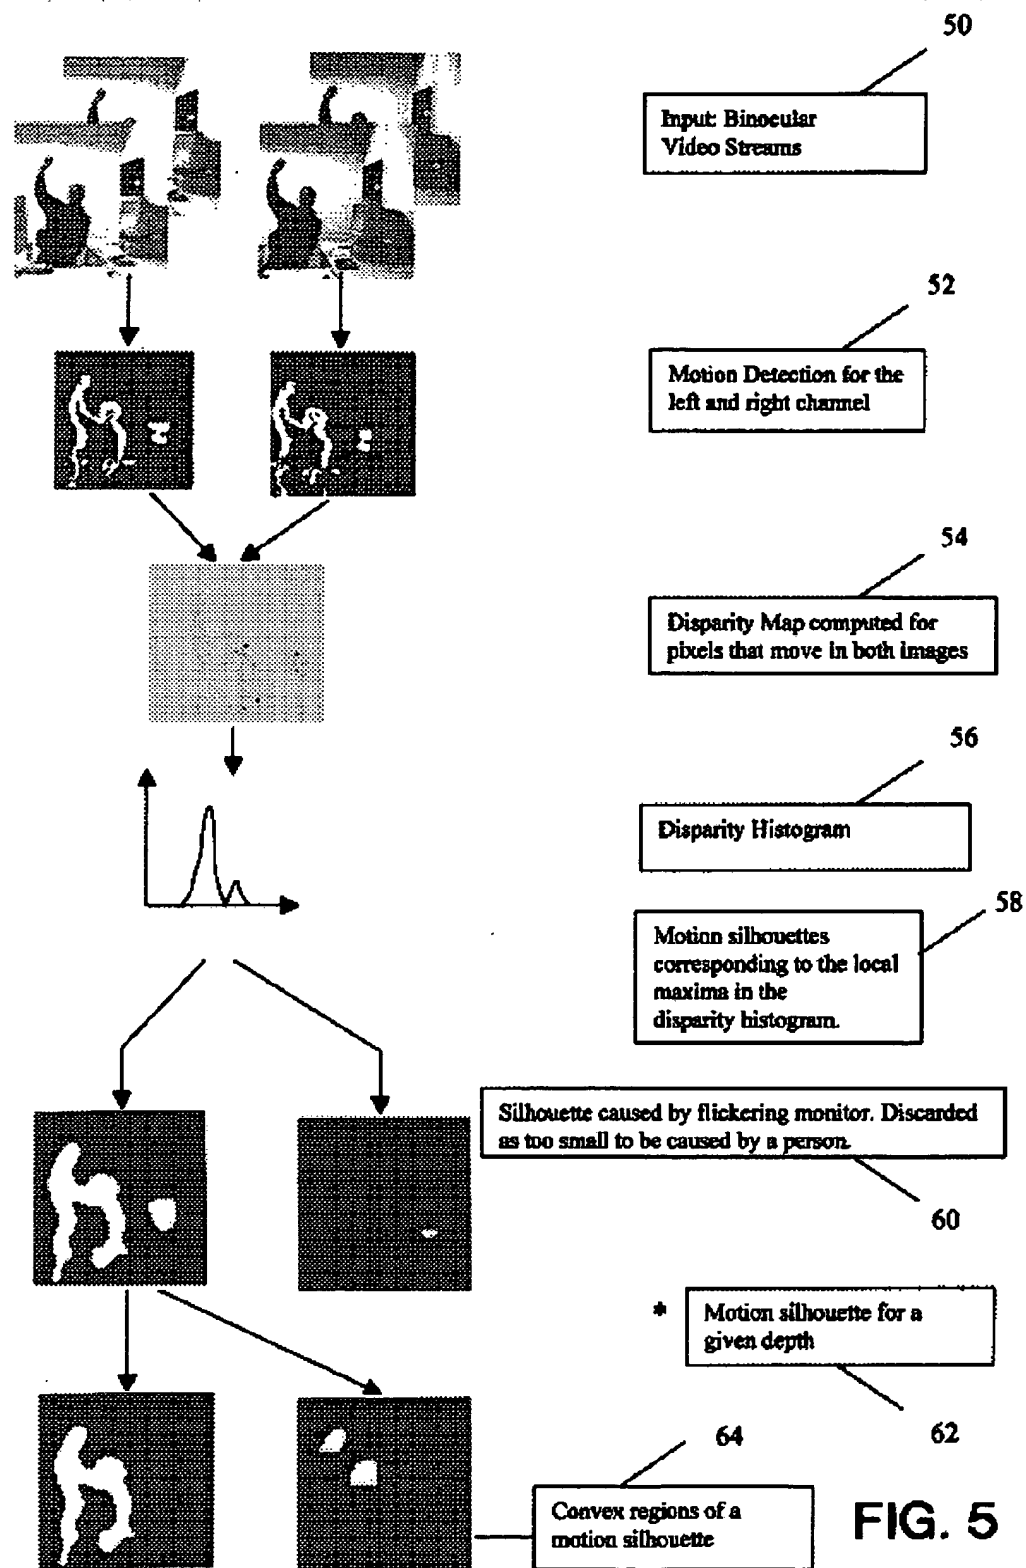 50
Input: Binocular
Video Streams
52
Motion Detection for the
left and right channel
54
Disparity Map computed for
pixels that move in both images
56
Disparity Histogram
58
Motion silhouettes
corresponding to the local
maxima in the
disparity histogram.
Silhouette caused by flickering monitor. Discarded
as too small to be caused by a person.
60
* Motion silhouette for a
given depth
62
64
Convex regions of a
motion silhouette
FIG. 5